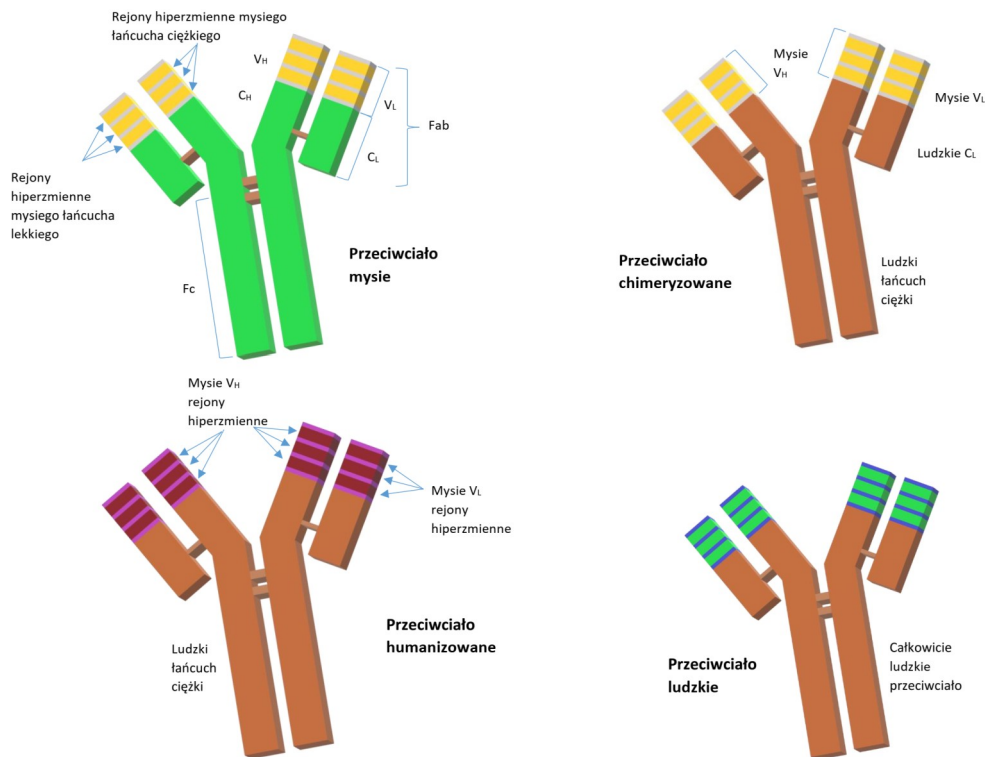 Rejony hiperzmienne mysiego
łańcucha ciężkiego
VH
CH
VL
CL
Fab
Rejony
hiperzmienne
mysiego łańcucha
lekkiego
Fc
Przeciwciało
mysie
Mysie
VH
Mysie VL
Ludzkie CL
Przeciwciało
chimeryzowane
Ludzki
łańcuch
ciężki
Mysie VH
rejony
hiperzmienne
Mysie VL
rejony
hiperzmienne
Ludzki
łańcuch
ciężki
Przeciwciało
humanizowane
Przeciwciało
ludzkie
Całkowicie
ludzkie
przeciwciało